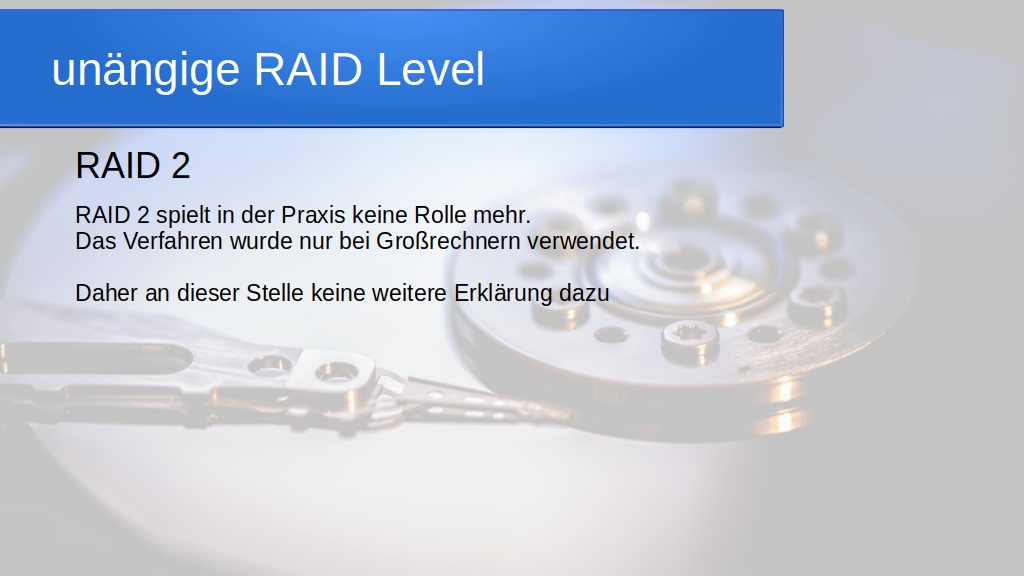 unängige RAID Level
RAID 2
RAID 2 spielt in der Praxis keine Rolle mehr.
Das Verfahren wurde nur bei Großrechnern verwendet.
Daher an dieser Stelle keine weitere Erklärung dazu